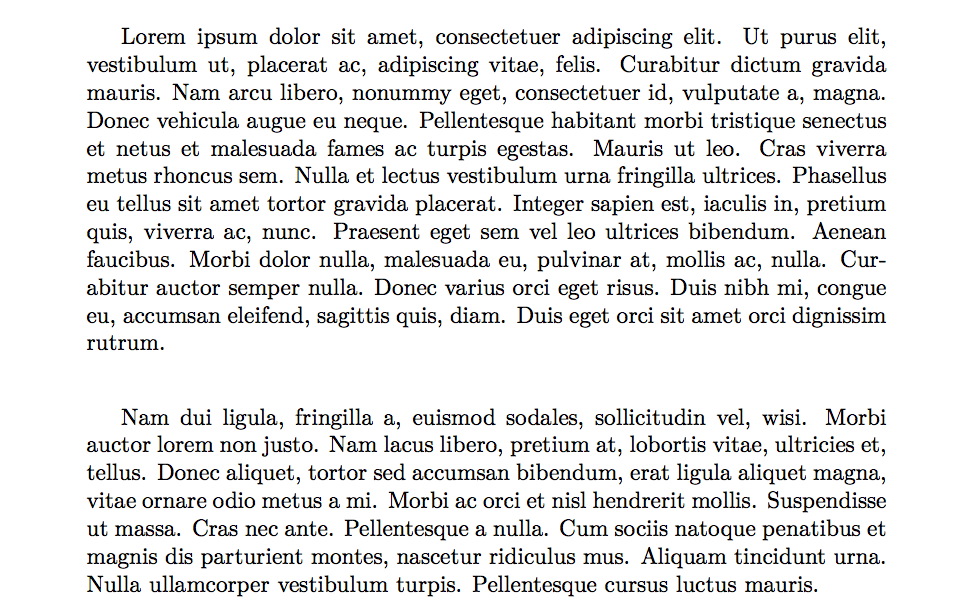 Lorem ipsum dolor sit amet, consectetuer adipiscing elit. Ut purus elit,
vestibulum ut, placerat ac, adipiscing vitae, felis. Curabitur dictum gravida
mauris. Nam arcu libero, nonummy eget, consectetuer id, vulputate a, magna.
Donec vehicula augue eu neque. Pellentesque habitant morbi tristique senectus
et netus et malesuada fames ac turpis egestas. Mauris ut leo. Cras viverra
metus rhoncus sem. Nulla et lectus vestibulum urna fringilla ultrices. Phasellus
eu tellus sit amet tortor gravida placerat. Integer sapien est, iaculis in, pretium
quis, viverra ac, nunc. Praesent eget sem vel leo ultrices bibendum. Aenean
faucibus. Morbi dolor nulla, malesuada eu, pulvinar at, mollis ac, nulla. Cur-
abitur auctor semper nulla. Donec varius orci eget risus. Duis nibh mi, congue
eu, accumsan eleifend, sagittis quis, diam. Duis eget orci sit amet orci dignissim
rutrum.
Nam dui ligula, fringilla a, euismod sodales, sollicitudin vel, wisi. Morbi
auctor lorem non justo. Nam lacus libero, pretium at, lobortis vitae, ultricies et,
tellus. Donec aliquet, tortor sed accumsan bibendum, erat ligula aliquet magna,
vitae ornare odio metus a mi. Morbi ac orci et nisl hendrerit mollis. Suspendisse
ut massa. Cras nec ante. Pellentesque a nulla. Cum sociis natoque penatibus et
magnis dis parturient montes, nascetur ridiculus mus. Aliquam tincidunt urna.
Nulla ullamcorper vestibulum turpis. Pellentesque cursus luctus mauris.